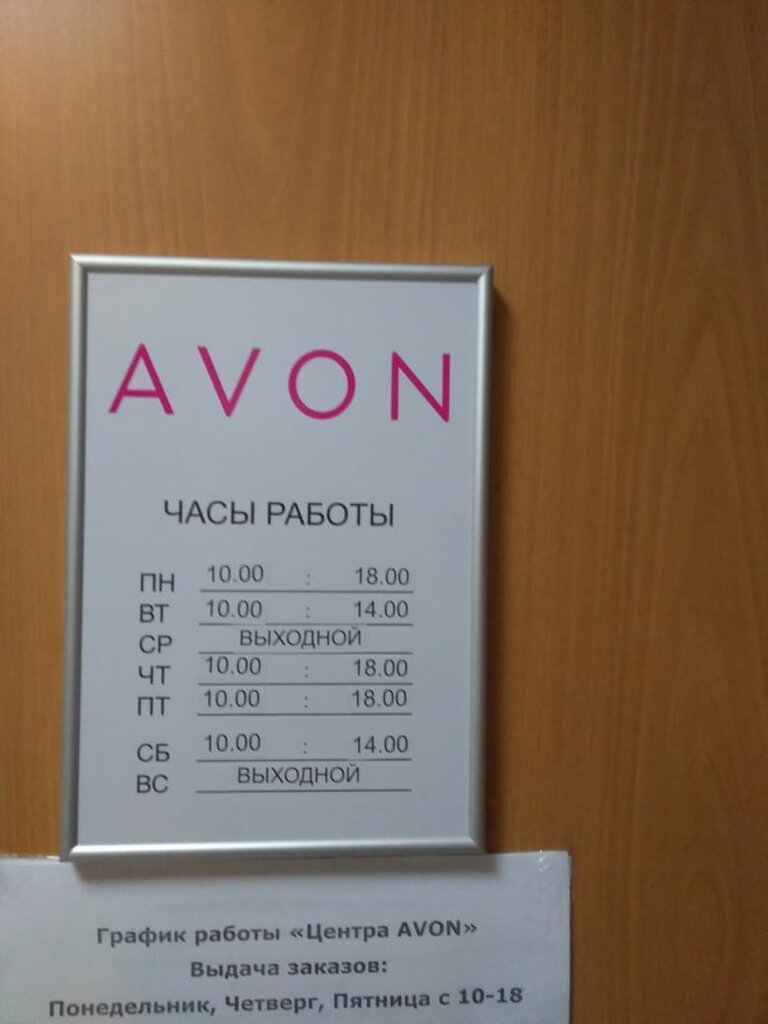 AVON
ЧАСЫ РАБОТЫ
ПН 10.00 : 18.00
ВТ 10.00 : 14.00
СР ВЫХОДНОЙ
ЧТ 10.00 : 18.00
ПТ 10.00 : 18.00
СБ 10.00 : 14.00
ВС ВЫХОДНОЙ
График работы «Центра AVON»
Выдача заказов:
Понедельник, Четверг, Пятница с 10-18